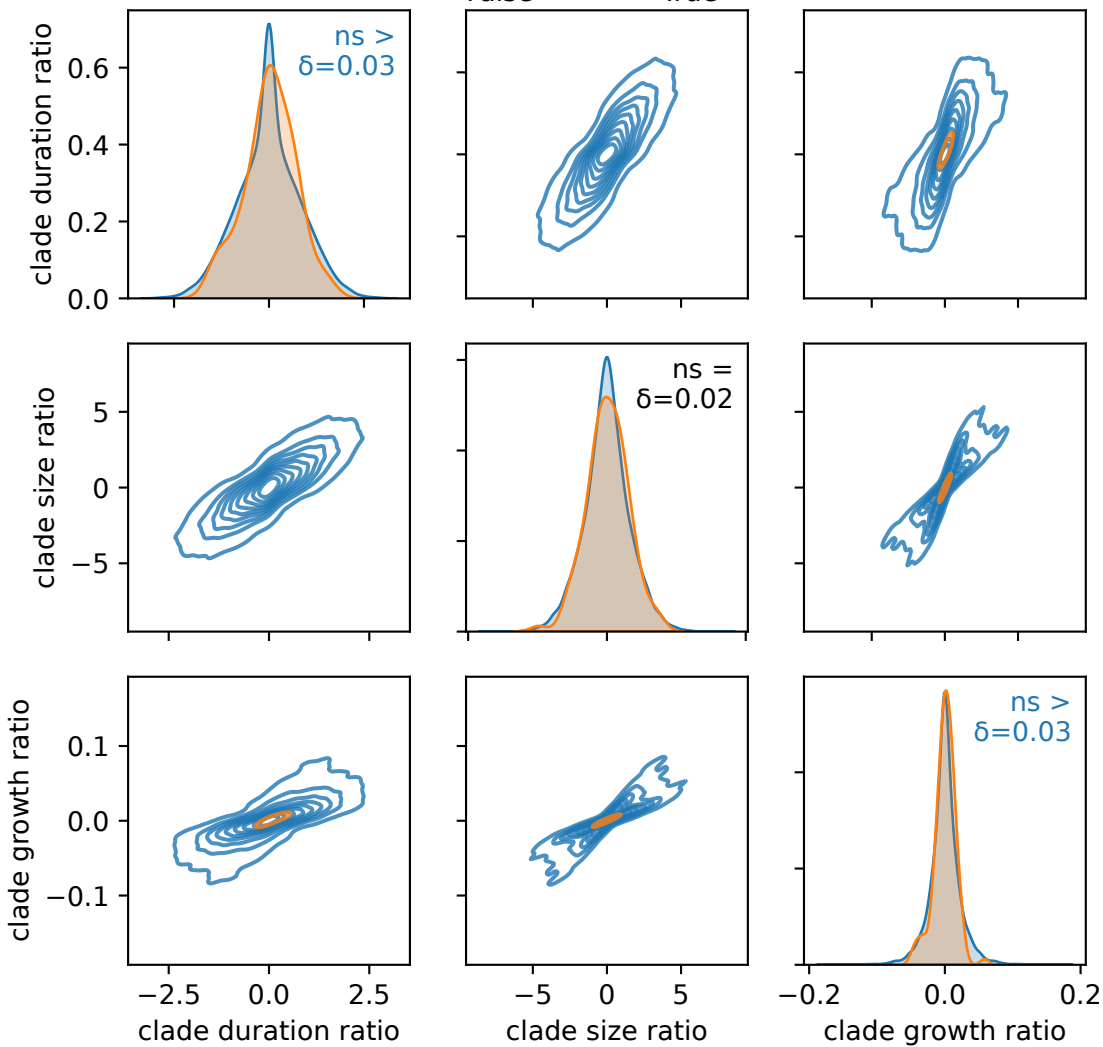 clade duration ratio
0.6
0.4
0.2
0.0
ns >
δ=0.03
clade size ratio
5
0
−5
ns =
δ=0.02
clade growth ratio
0.1
0.0
−0.1
ns >
δ=0.03
−2.5 0.0 2.5
−5 0 5
−0.2 0.0 0.2
clade duration ratio
clade size ratio
clade growth ratio